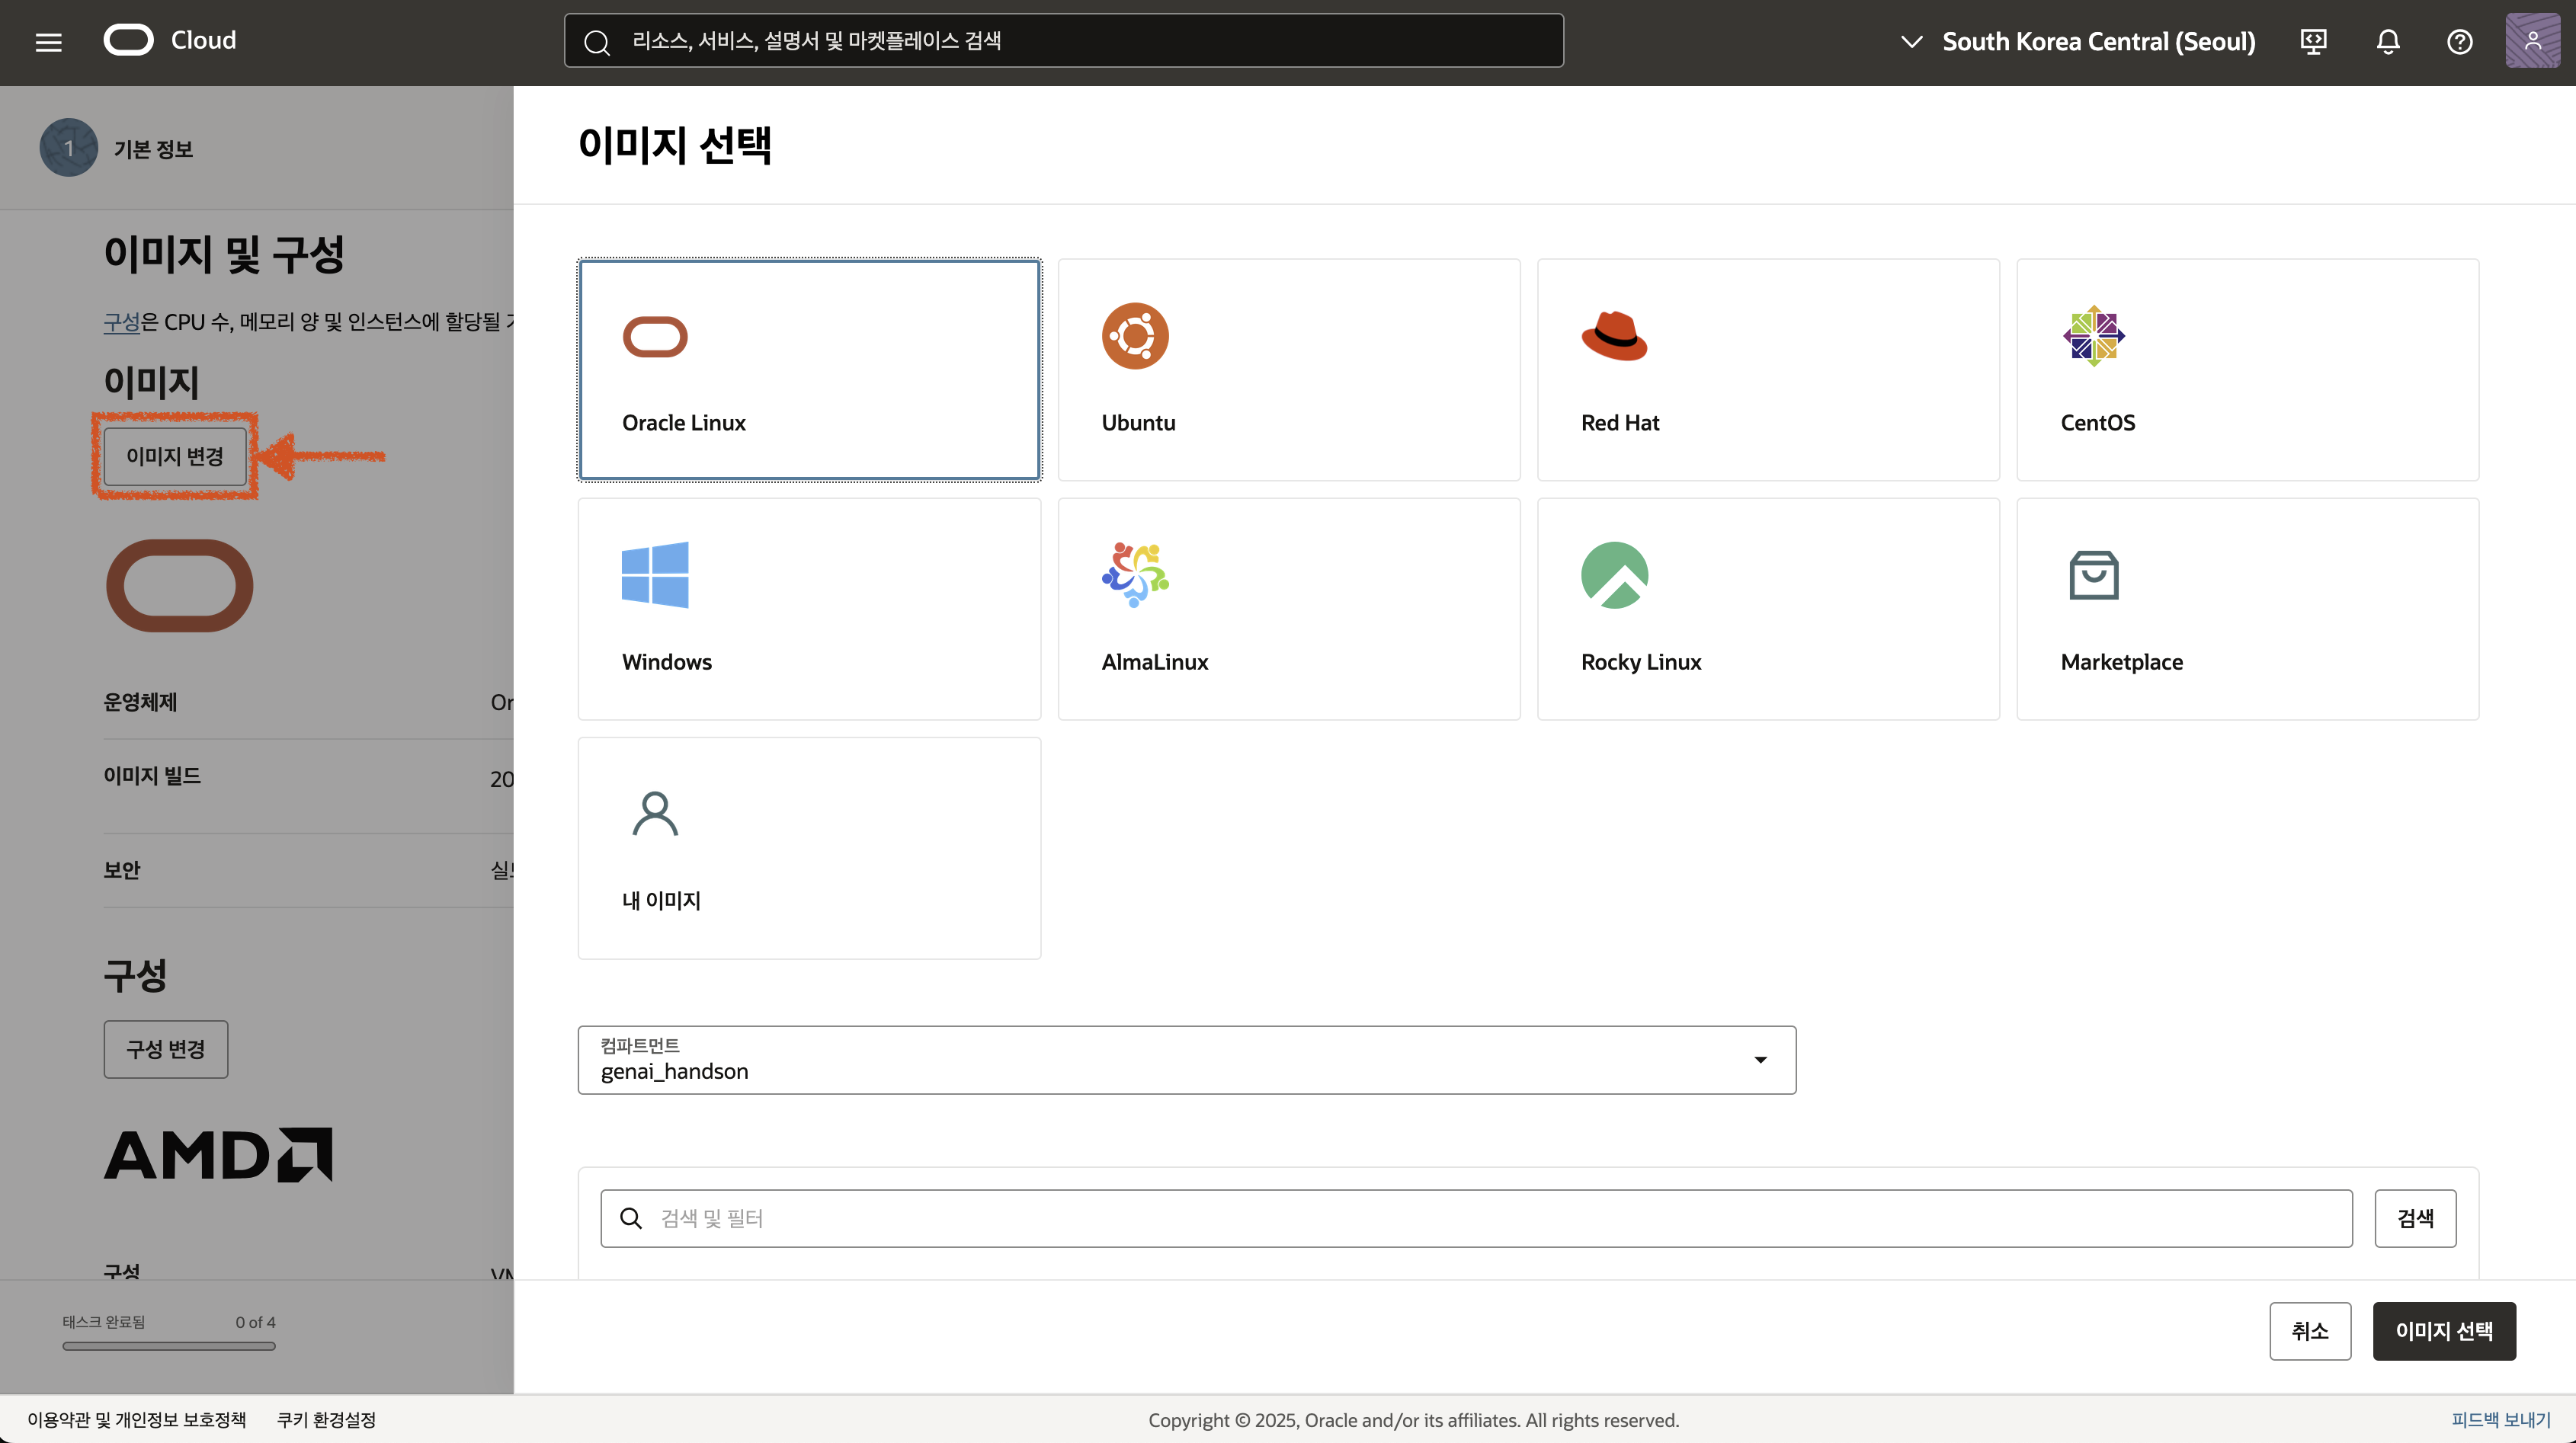 Cloud
리소스, 서비스, 설명서 및 마켓플레이스 검색
South Korea Central (Seoul)
1
기본 정보
이미지 및 구성
구성은 CPU 수, 메모리 양 및 인스턴스에 할당될
이미지
이미지 변경
운영체제
Or
이미지 빌드
20
보안
구성
구성 변경
AMD
구성
VM
태스크 완료됨
0 of 4
이미지 선택
Oracle Linux
Ubuntu
Red Hat
CentOS
Windows
AlmaLinux
Rocky Linux
Marketplace
내 이미지
컴파트먼트
genai_handson
검색 및 필터
검색
취소
이미지 선택
이용약관 및 개인정보 보호정책
쿠키 환경설정
Copyright © 2025, Oracle and/or its affiliates. All rights reserved.
피드백 보내기